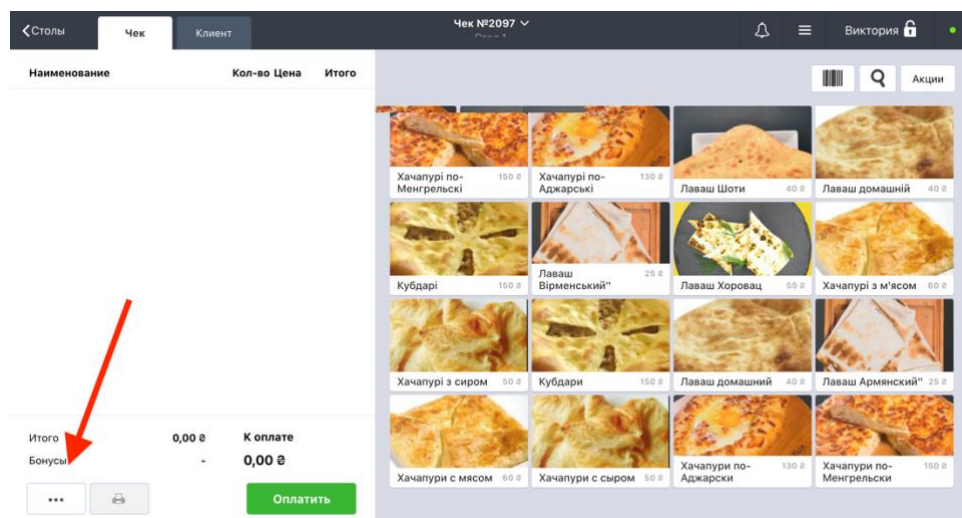 Столы
Чек
Клиент
Чек №2097
Стол 1
Виктория
Наименование Кол-во Цена Итого
Акции
Хачапурі по-Менгрельскі 150 ₴
Хачапурі по-Аджарські 130 ₴
Лаваш Шоти 40 ₴
Лаваш домашній 40 ₴
Кубдарі 150 ₴
Лаваш Вірменський" 25 ₴
Лаваш Хоровац 55 ₴
Хачапурі з м'ясом 60 ₴
Хачапурі з сиром 50 ₴
Кубдари 150 ₴
Лаваш домашний 40 ₴
Лаваш Армянский" 25 ₴
Хачапури с мясом 60 ₴
Хачапури с сыром 50 ₴
Хачапури по-Аджарски 130 ₴
Хачапури по-Менгрельски 150 ₴
Итого 0,00 ₴ К оплате
Бонусы - 0,00 ₴
Оплатить